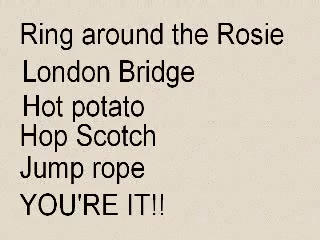 Ring around the Rosie
London Bridge
Hot potato
Hop Scotch
Jump rope
YOU'RE IT!!